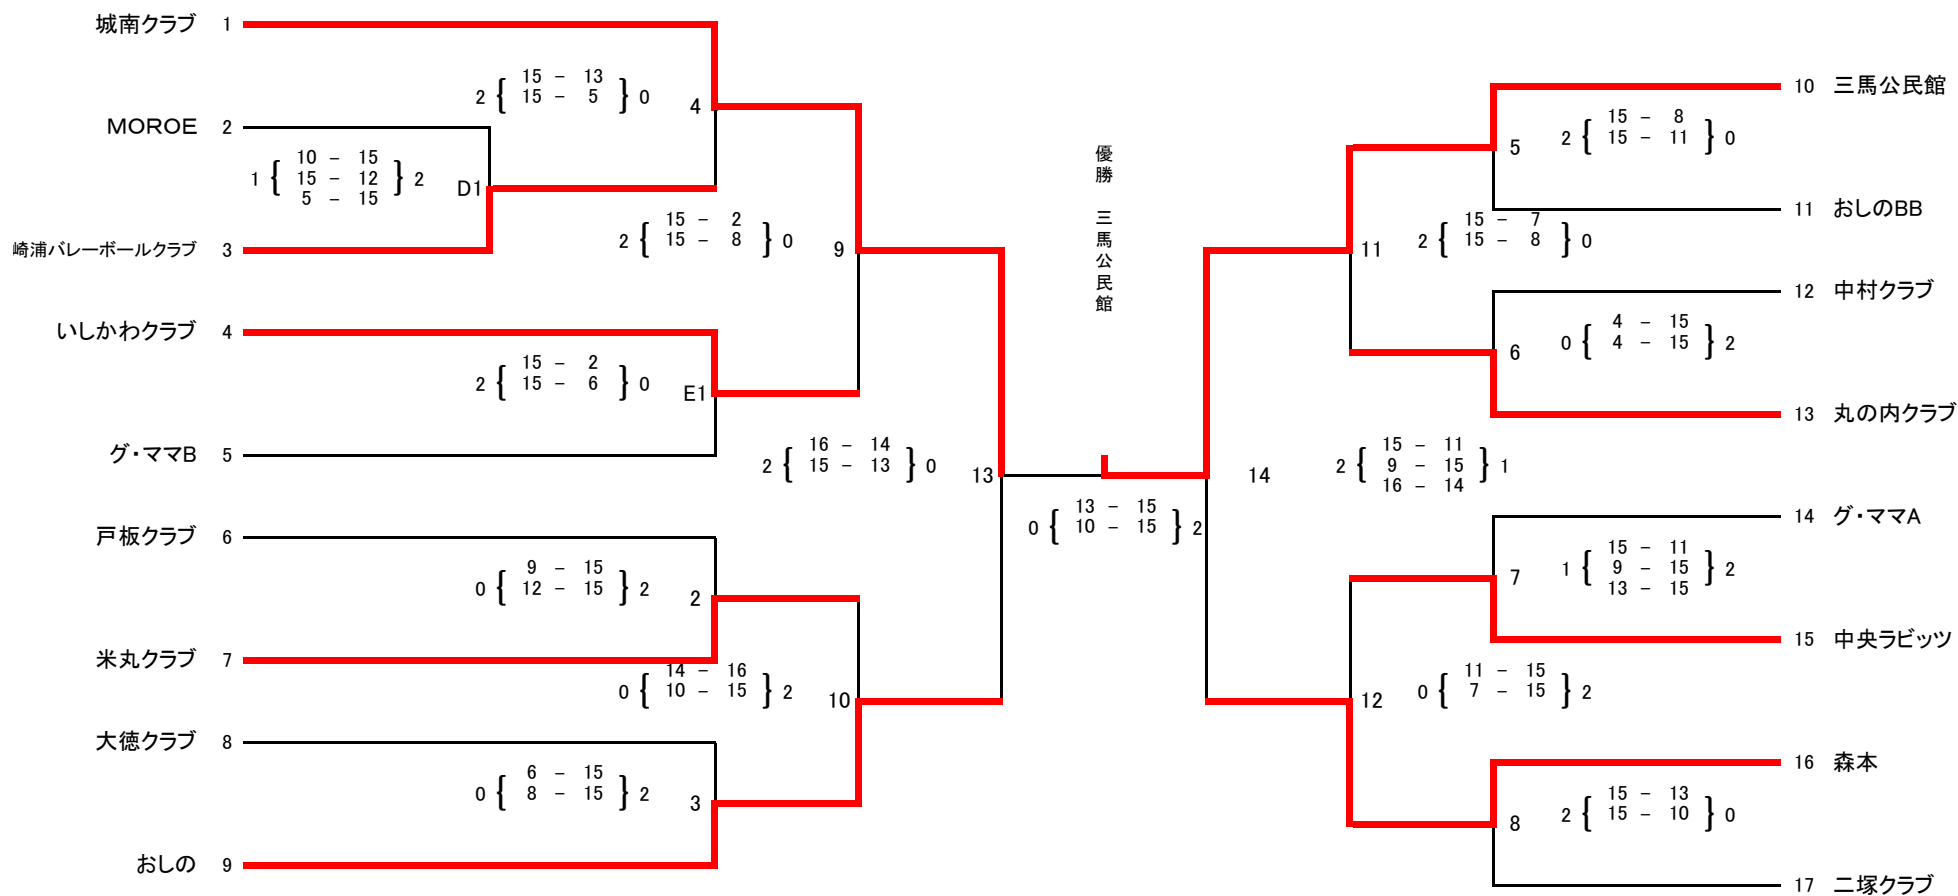 城南クラブ 1
2 { 15 － 13 } 0
15 － 5
4
MOROE 2
1 { 10 － 15 } 2
15 － 12
5 － 15
D1
崎浦バレーボールクラブ 3
2 { 15 － 2 } 0
15 － 8
9
いしかわクラブ 4
2 { 15 － 2 } 0
15 － 6
E1
グ・ママB 5
2 { 16 － 14 } 0
15 － 13
13
戸板クラブ 6
0 { 9 － 15 } 2
12 － 15
2
米丸クラブ 7
0 { 14 － 16 } 2
10 － 15
10
大徳クラブ 8
0 { 6 － 15 } 2
8 － 15
3
おしの 9
優勝 三馬公民館
0 { 13 － 15 } 2
10 － 15
10 三馬公民館
5
2 { 15 － 8 } 0
15 － 11
11 おしのBB
11
2 { 15 － 7 } 0
15 － 8
12 中村クラブ
6
0 { 4 － 15 } 2
4 － 15
13 丸の内クラブ
14
2 { 15 － 11 } 1
9 － 15
16 － 14
14 グ・ママA
7
1 { 15 － 11 } 2
9 － 15
13 － 15
15 中央ラビッツ
12
0 { 11 － 15 } 2
7 － 15
16 森本
8
2 { 15 － 13 } 0
15 － 10
17 二塚クラブ